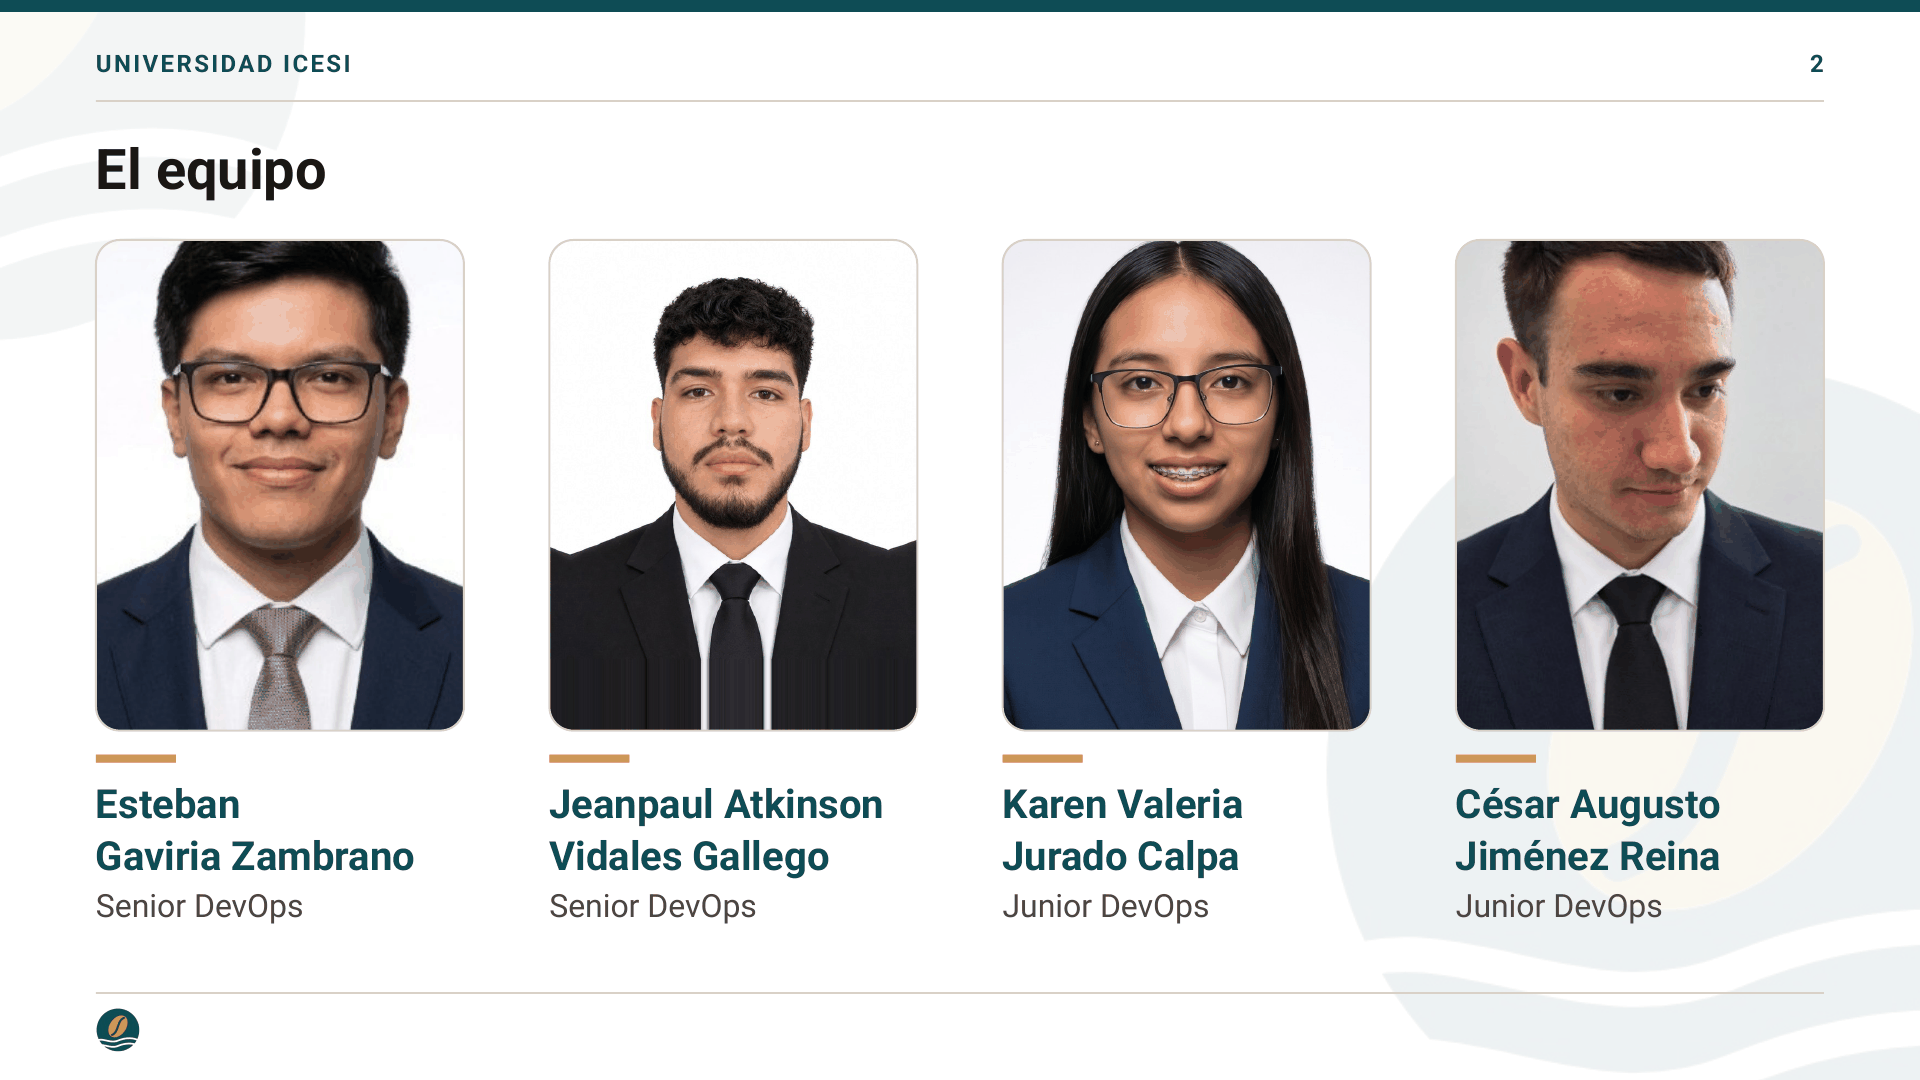 UNIVERSIDAD ICESI
2
El equipo
Esteban
Gaviria Zambrano
Senior DevOps
Jeanpaul Atkinson
Vidales Gallego
Senior DevOps
Karen Valeria
Jurado Calpa
Junior DevOps
César Augusto
Jiménez Reina
Junior DevOps